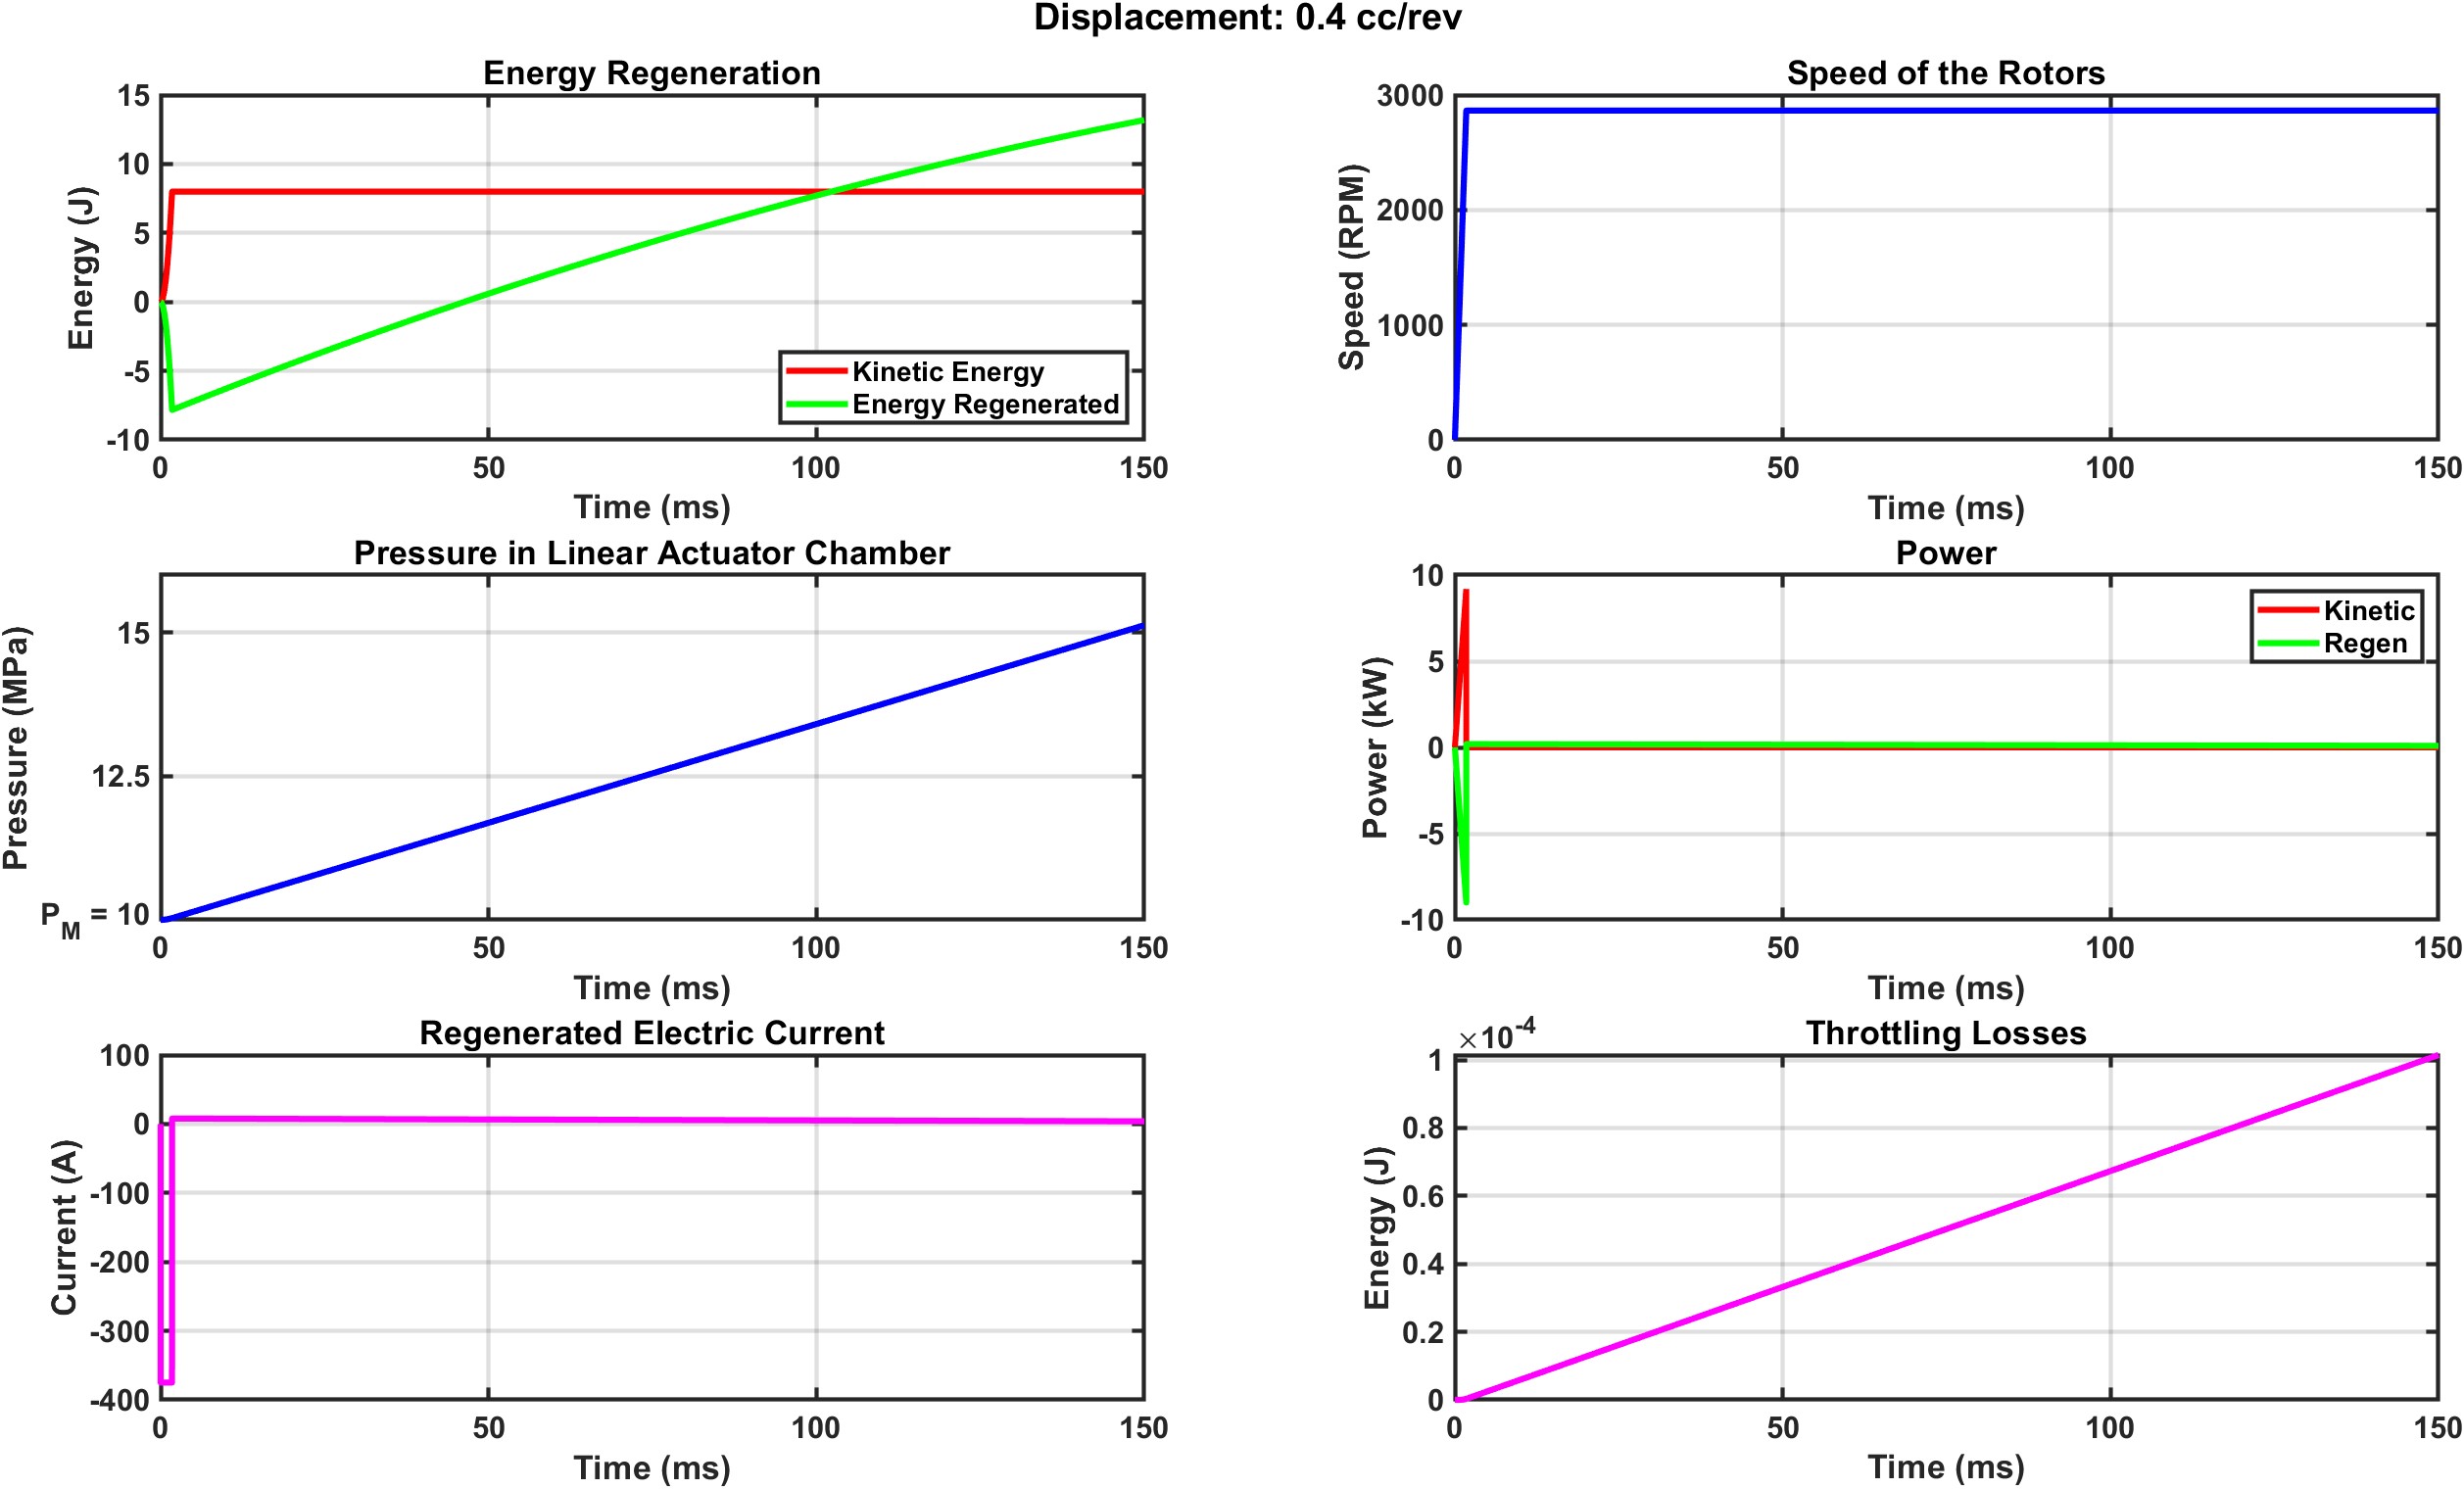 Displacement: 0.4 cc/rev
Energy Regeneration
15
10
5
0
-5
-10
Energy (J)
Kinetic Energy
Energy Regenerated
0 50 100 150
Time (ms)
Speed of the Rotors
3000
2000
1000
0
Speed (RPM)
0 50 100 150
Time (ms)
Pressure in Linear Actuator Chamber
15
12.5
P_M = 10
Pressure (MPa)
0 50 100 150
Time (ms)
Power
10
5
0
-5
-10
Power (kW)
Kinetic
Regen
0 50 100 150
Time (ms)
Regenerated Electric Current
100
0
-100
-200
-300
-400
Current (A)
0 50 100 150
Time (ms)
Throttling Losses
×10^-4
1
0.8
0.6
0.4
0.2
0
Energy (J)
0 50 100 150
Time (ms)